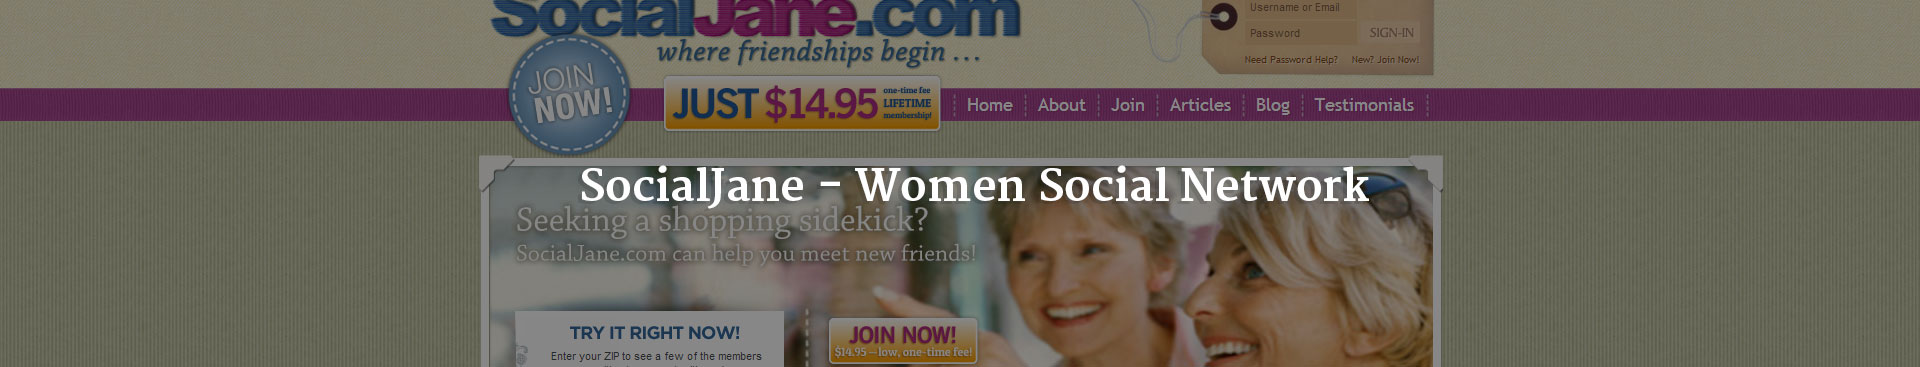 SocialJane.com
where friendships begin ...
Username or Email
Password
SIGN-IN
Need Password Help? New? Join Now!
JOIN
NOW!
JUST $14.95
one-time fee
LIFETIME
membership!
Home About Join Articles Blog Testimonials
SocialJane - Women Social Network
Seeking a shopping sidekick?
SocialJane.com can help you meet new friends!
TRY IT RIGHT NOW!
Enter your ZIP to see a few of the members
JOIN NOW!
$14.95—low, one-time fee!